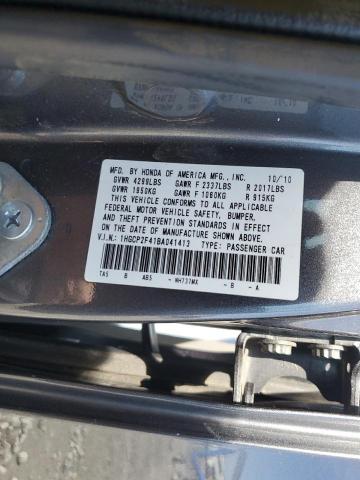 MFD. BY HONDA OF AMERICA MFG., INC. 10/10
GVWR 4299LBS GAWR F 2337LBS R 2017LBS
GVWR 1950KG GAWR F 1060KG R 915KG
THIS VEHICLE CONFORMS TO ALL APPLICABLE
FEDERAL MOTOR VEHICLE SAFETY, BUMPER,
AND THEFT PREVENTION STANDARDS IN EFFECT
ON THE DATE OF MANUFACTURE SHOWN ABOVE.
V.I.N.: 1HGCP2F41BA041413 TYPE: PASSENGER CAR
TA5 B AB5 - NH737MX - B - A